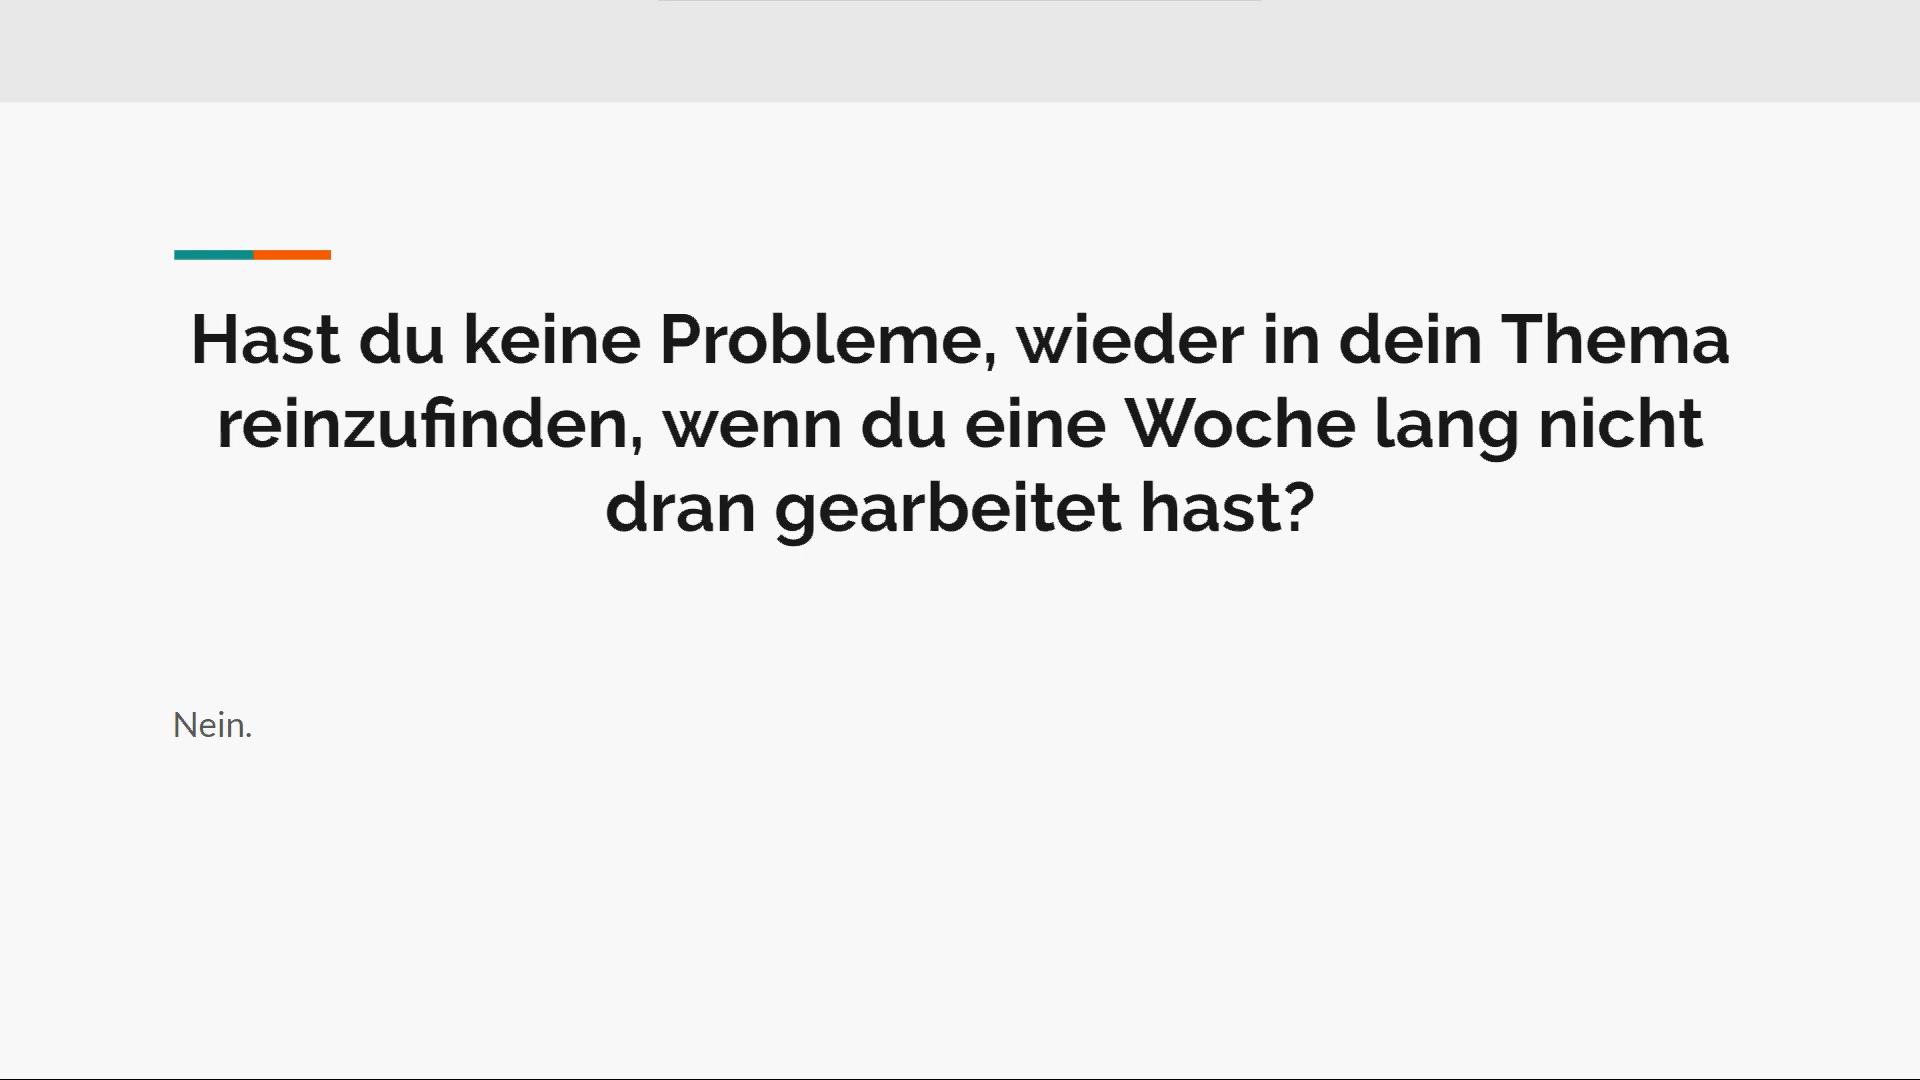 Hast du keine Probleme, wieder in dein Thema
reinzufinden, wenn du eine Woche lang nicht
dran gearbeitet hast?
Nein.